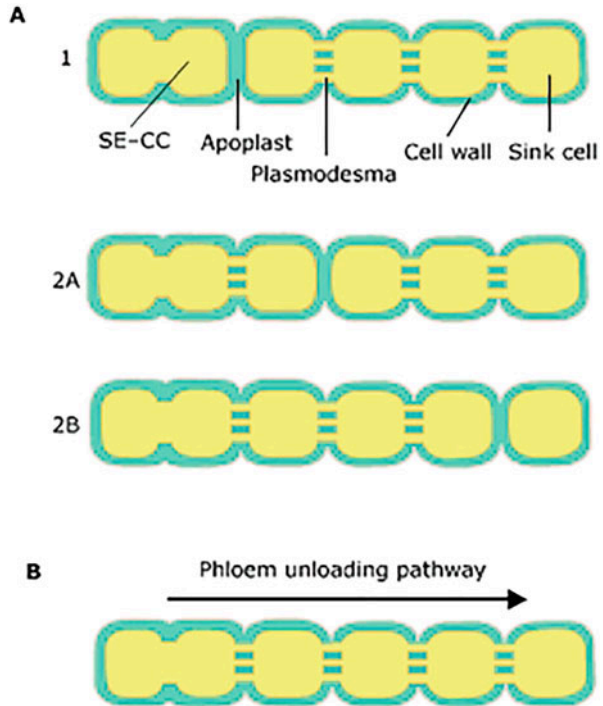 A
1
SE–CC
Apoplast
Plasmodesma
Cell wall
Sink cell
2A
2B
B
Phloem unloading pathway